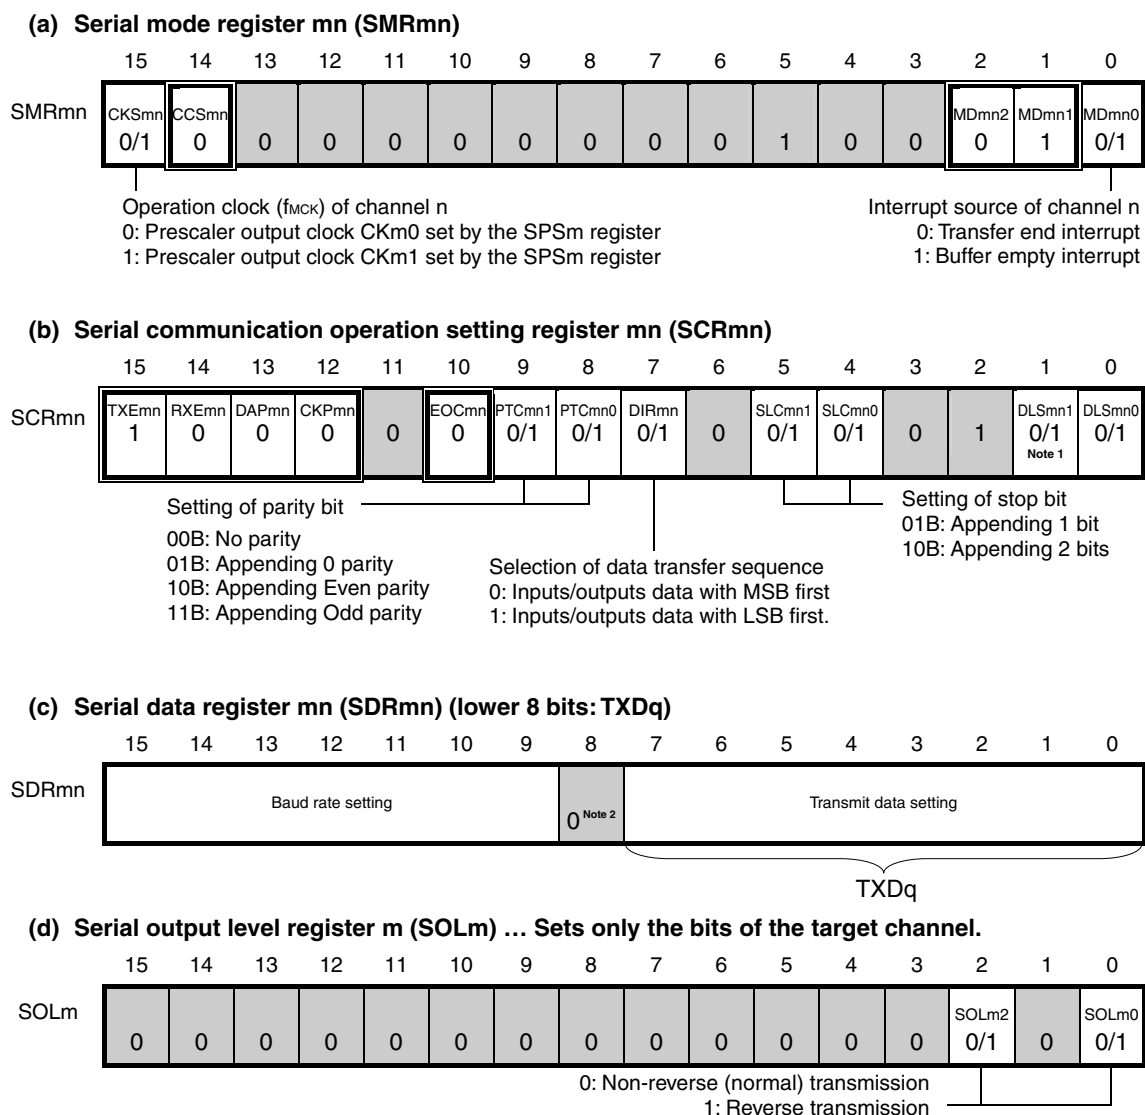 (a) Serial mode register mn (SMRmn)
15 14 13 12 11 10 9 8 7 6 5 4 3 2 1 0
SMRmn
CKSmn CCSmn MDmn2 MDmn1 MDmn0
0/1 0 0 0 0 0 0 0 0 0 1 0 0 0 1 0/1
Operation clock (fMCK) of channel n
0: Prescaler output clock CKm0 set by the SPSm register
1: Prescaler output clock CKm1 set by the SPSm register
Interrupt source of channel n
0: Transfer end interrupt
1: Buffer empty interrupt
(b) Serial communication operation setting register mn (SCRmn)
15 14 13 12 11 10 9 8 7 6 5 4 3 2 1 0
SCRmn
TXEmn RXEmn DAPmn CKPmn EOCmn PTCmn1 PTCmn0 DIRmn SLCmn1 SLCmn0 DLSmn1 DLSmn0
1 0 0 0 0 0 0/1 0/1 0/1 0 0/1 0/1 0 1 0/1 0/1
Note 1
Setting of parity bit
00B: No parity
01B: Appending 0 parity
10B: Appending Even parity
11B: Appending Odd parity
Selection of data transfer sequence
0: Inputs/outputs data with MSB first
1: Inputs/outputs data with LSB first.
Setting of stop bit
01B: Appending 1 bit
10B: Appending 2 bits
(c) Serial data register mn (SDRmn) (lower 8 bits: TXDq)
15 14 13 12 11 10 9 8 7 6 5 4 3 2 1 0
SDRmn
Baud rate setting
0 Note 2
Transmit data setting
TXDq
(d) Serial output level register m (SOLm) … Sets only the bits of the target channel.
15 14 13 12 11 10 9 8 7 6 5 4 3 2 1 0
SOLm
SOLm2 SOLm0
0 0 0 0 0 0 0 0 0 0 0 0 0 0/1 0 0/1
0: Non-reverse (normal) transmission
1: Reverse transmission